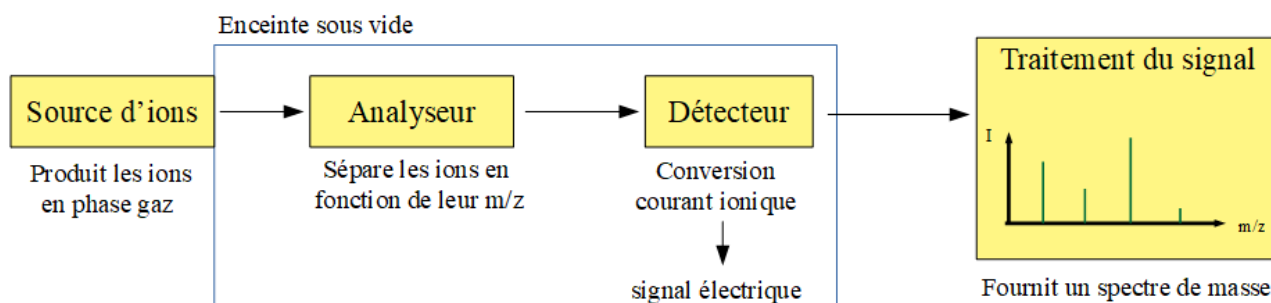 Enceinte sous vide
Source d'ions
Produit les ions
en phase gaz
Analyseur
Sépare les ions en
fonction de leur m/z
Détecteur
Conversion
courant ionique
signal électrique
Traitement du signal
I
m/z
Fournit un spectre de masse